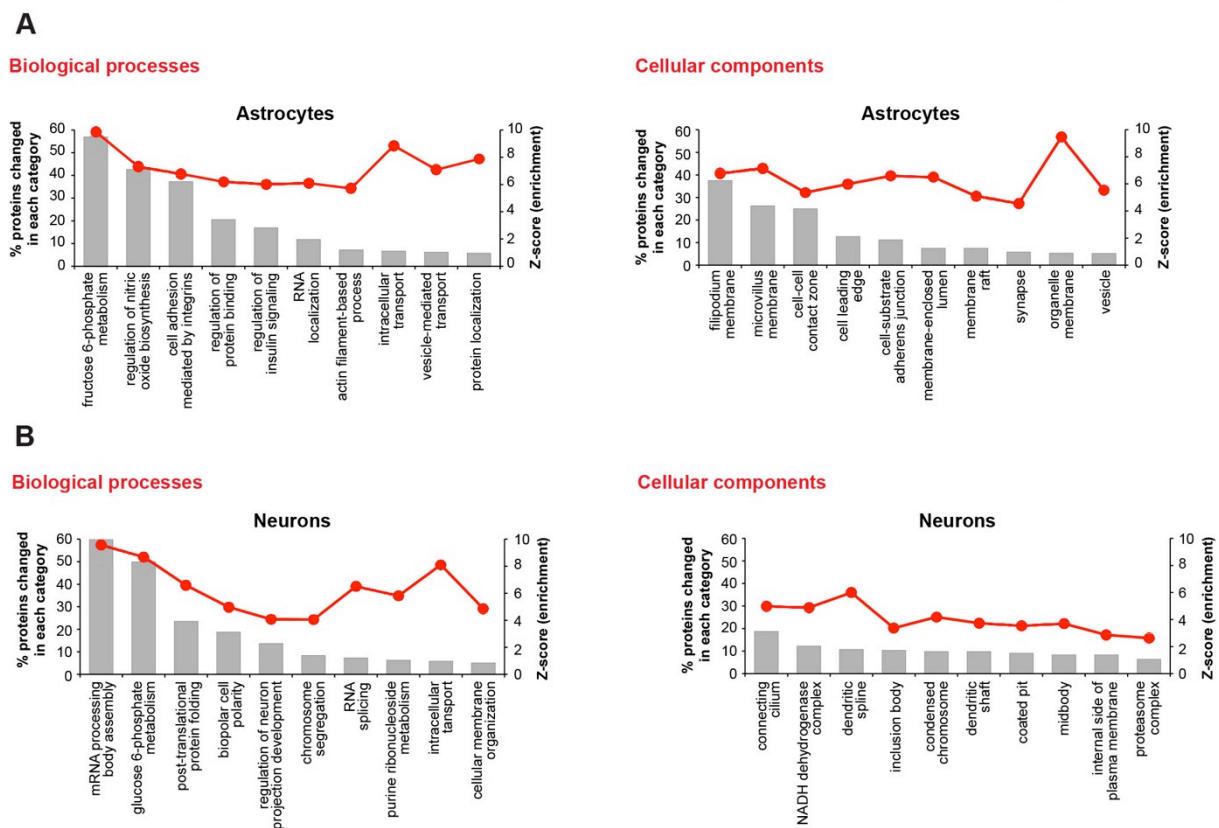 A
Biological processes
Astrocytes
% proteins changed
in each category
60
50
40
30
20
10
0
10
8
6
4
2
0
Z-score (enrichment)
fructose 6-phosphate
metabolism
regulation of nitric
oxide biosynthesis
cell adhesion
mediated by integrins
regulation of
protein binding
regulation of
insulin signaling
RNA
localization
actin filament-based
process
intracellular
transport
vesicle-mediated
transport
protein localization
Cellular components
Astrocytes
% proteins changed
in each category
60
50
40
30
20
10
0
10
8
6
4
2
0
Z-score (enrichment)
filipodium
membrane
microvillus
membrane
cell-cell
contact zone
cell leading
edge
cell-substrate
adherens junction
membrane-enclosed
lumen
membrane
raft
synapse
organelle
membrane
vesicle
B
Biological processes
Neurons
% proteins changed
in each category
60
50
40
30
20
10
0
10
8
6
4
2
0
Z-score (enrichment)
mRNA processing
body assembly
glucose 6-phosphate
metabolism
post-translational
protein folding
biopolar cell
polarity
regulation of neuron
projection development
chromosome
segregation
RNA
splicing
purine ribonucleoside
metabolism
intracellular
transport
cellular membrane
organization
Cellular components
Neurons
% proteins changed
in each category
60
50
40
30
20
10
0
10
8
6
4
2
0
Z-score (enrichment)
connecting
cilium
NADH dehydrogenase
complex
dendritic
spline
inclusion body
condensed
chromosome
dendritic
shaft
coated pit
midbody
internal side of
plasma membrane
proteasome
complex